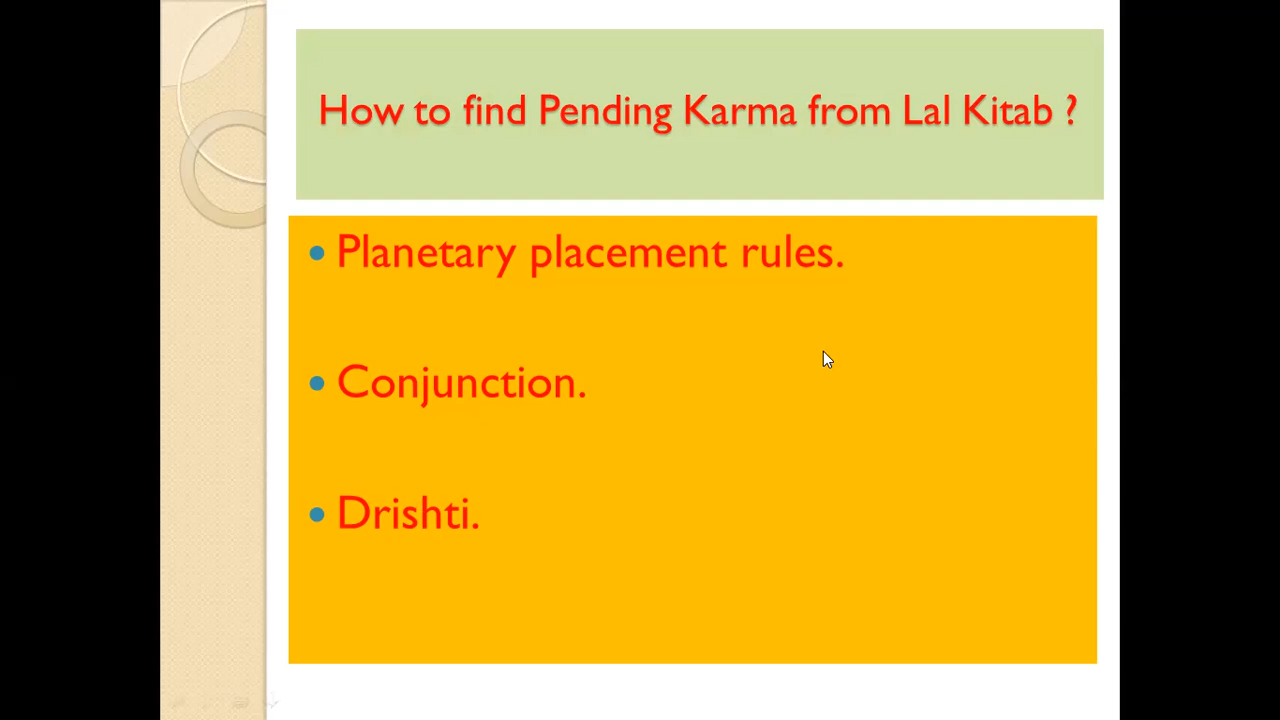 How to find Pending Karma from Lal Kitab ?
• Planetary placement rules.
• Conjunction.
• Drishti.